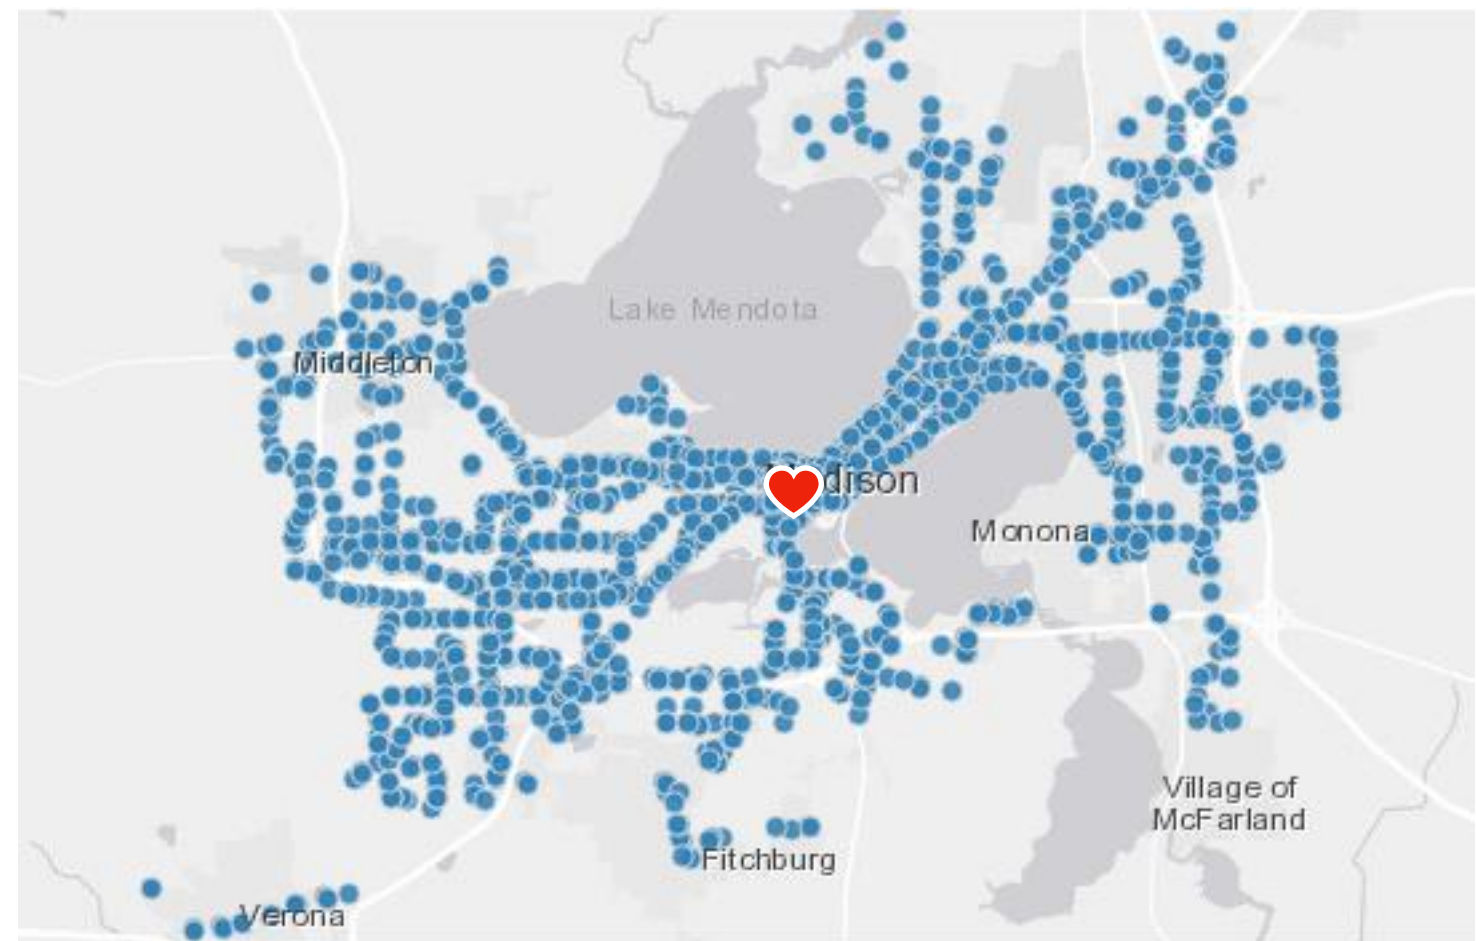 Lake Mendota
Middleton
dison
Monona
Village of
McFarland
Fitchburg
Verona